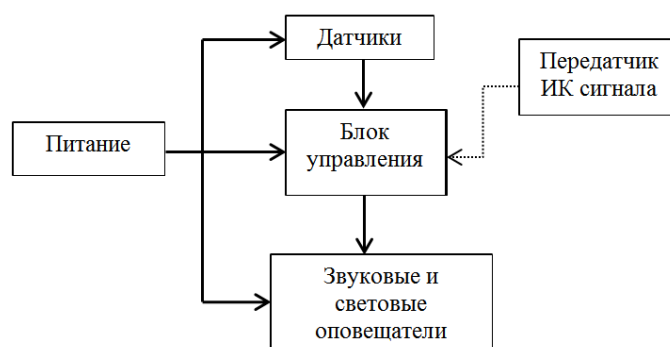 Датчики
Передатчик
ИК сигнала
Блок
управления
Питание
Звуковые и
световые
оповещатели